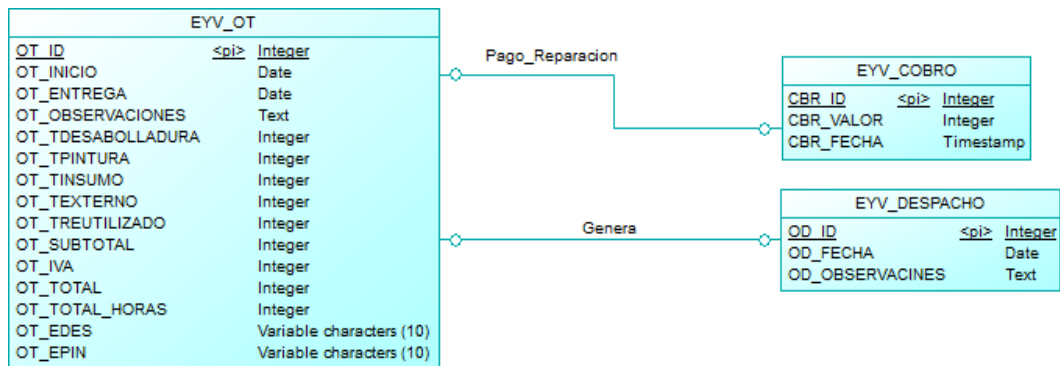 EYV_OT
OT_ID <pi> Integer
OT_INICIO Date
OT_ENTREGA Date
OT_OBSERVACIONES Text
OT_TDESABOLLADURA Integer
OT_TPINTURA Integer
OT_TINSUMO Integer
OT_TEXTERNO Integer
OT_TREUTILIZADO Integer
OT_SUBTOTAL Integer
OT_IVA Integer
OT_TOTAL Integer
OT_TOTAL_HORAS Integer
OT_EDES Variable characters (10)
OT_EPIN Variable characters (10)
Pago_Reparacion
EYV_COBRO
CBR_ID <pi> Integer
CBR_VALOR Integer
CBR_FECHA Timestamp
Genera
EYV_DESPACHO
OD_ID <pi> Integer
OD_FECHA Date
OD_OBSERVACINES Text